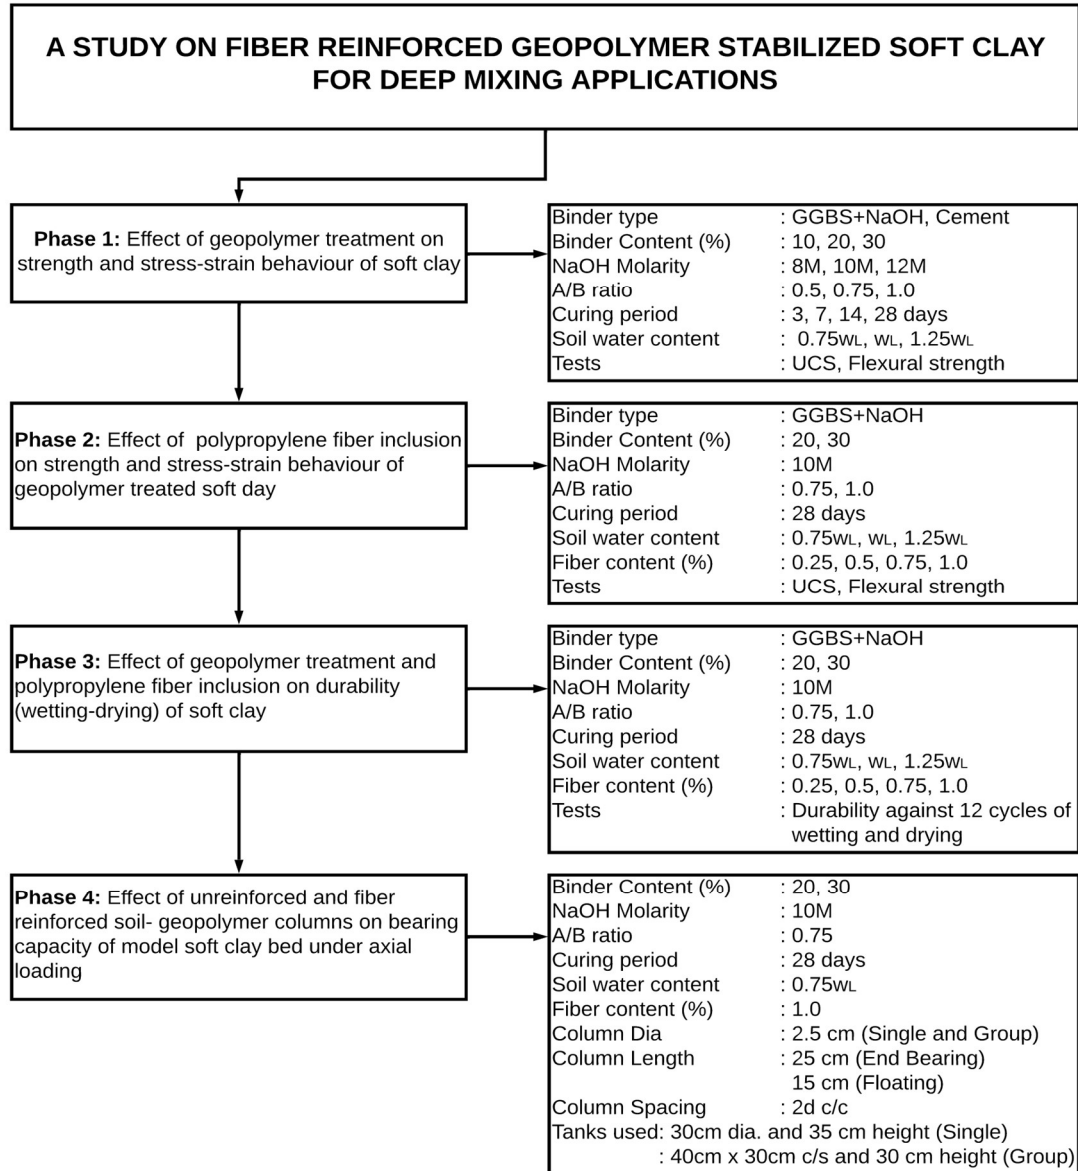 A STUDY ON FIBER REINFORCED GEOPOLYMER STABILIZED SOFT CLAY
FOR DEEP MIXING APPLICATIONS
Phase 1: Effect of geopolymer treatment on
strength and stress-strain behaviour of soft clay
Binder type : GGBS+NaOH, Cement
Binder Content (%) : 10, 20, 30
NaOH Molarity : 8M, 10M, 12M
A/B ratio : 0.5, 0.75, 1.0
Curing period : 3, 7, 14, 28 days
Soil water content : 0.75wL, wL, 1.25wL
Tests : UCS, Flexural strength
Phase 2: Effect of polypropylene fiber inclusion
on strength and stress-strain behaviour of
geopolymer treated soft day
Binder type : GGBS+NaOH
Binder Content (%) : 20, 30
NaOH Molarity : 10M
A/B ratio : 0.75, 1.0
Curing period : 28 days
Soil water content : 0.75wL, wL, 1.25wL
Fiber content (%) : 0.25, 0.5, 0.75, 1.0
Tests : UCS, Flexural strength
Phase 3: Effect of geopolymer treatment and
polypropylene fiber inclusion on durability
(wetting-drying) of soft clay
Binder type : GGBS+NaOH
Binder Content (%) : 20, 30
NaOH Molarity : 10M
A/B ratio : 0.75, 1.0
Curing period : 28 days
Soil water content : 0.75wL, wL, 1.25wL
Fiber content (%) : 0.25, 0.5, 0.75, 1.0
Tests : Durability against 12 cycles of
wetting and drying
Phase 4: Effect of unreinforced and fiber
reinforced soil- geopolymer columns on bearing
capacity of model soft clay bed under axial
loading
Binder Content (%) : 20, 30
NaOH Molarity : 10M
A/B ratio : 0.75
Curing period : 28 days
Soil water content : 0.75wL
Fiber content (%) : 1.0
Column Dia : 2.5 cm (Single and Group)
Column Length : 25 cm (End Bearing)
15 cm (Floating)
Column Spacing : 2d c/c
Tanks used: 30cm dia. and 35 cm height (Single)
: 40cm x 30cm c/s and 30 cm height (Group)